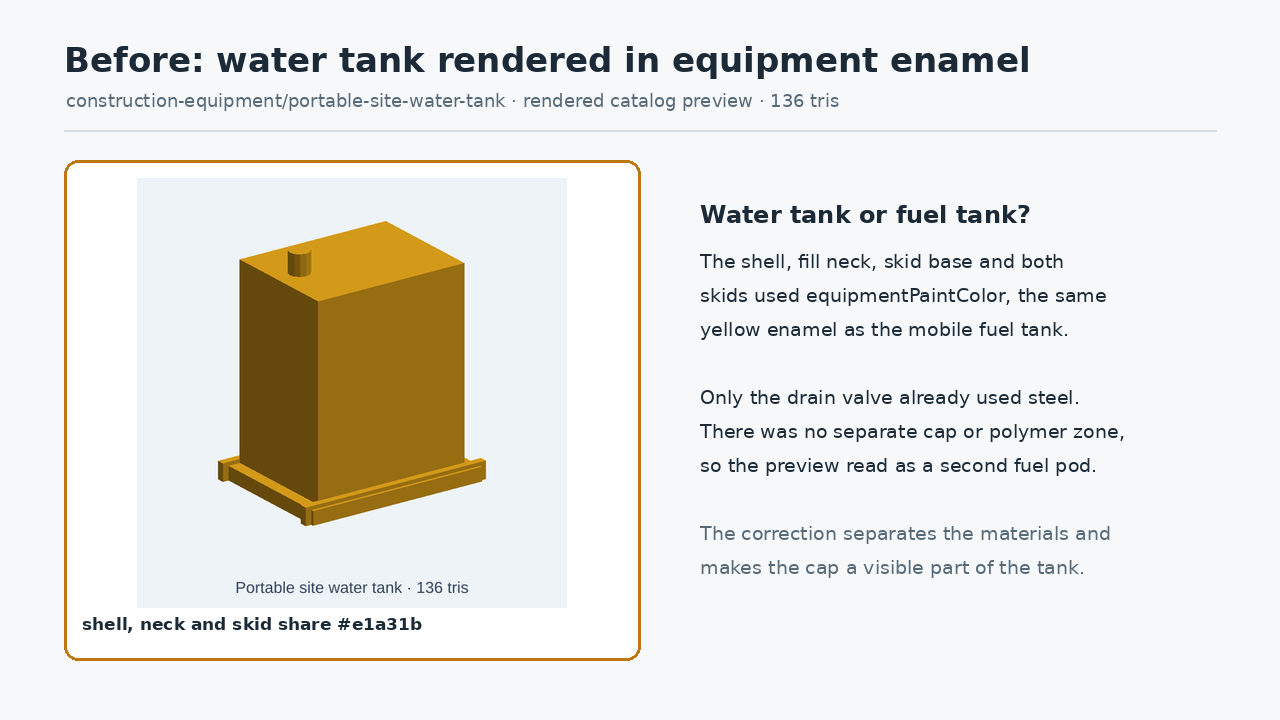 Before: water tank rendered in equipment enamel
construction-equipment/portable-site-water-tank · rendered catalog preview · 136 tris
Portable site water tank · 136 tris
shell, neck and skid share #e1a31b
Water tank or fuel tank?
The shell, fill neck, skid base and both
skids used equipmentPaintColor, the same
yellow enamel as the mobile fuel tank.
Only the drain valve already used steel.
There was no separate cap or polymer zone,
so the preview read as a second fuel pod.
The correction separates the materials and
makes the cap a visible part of the tank.